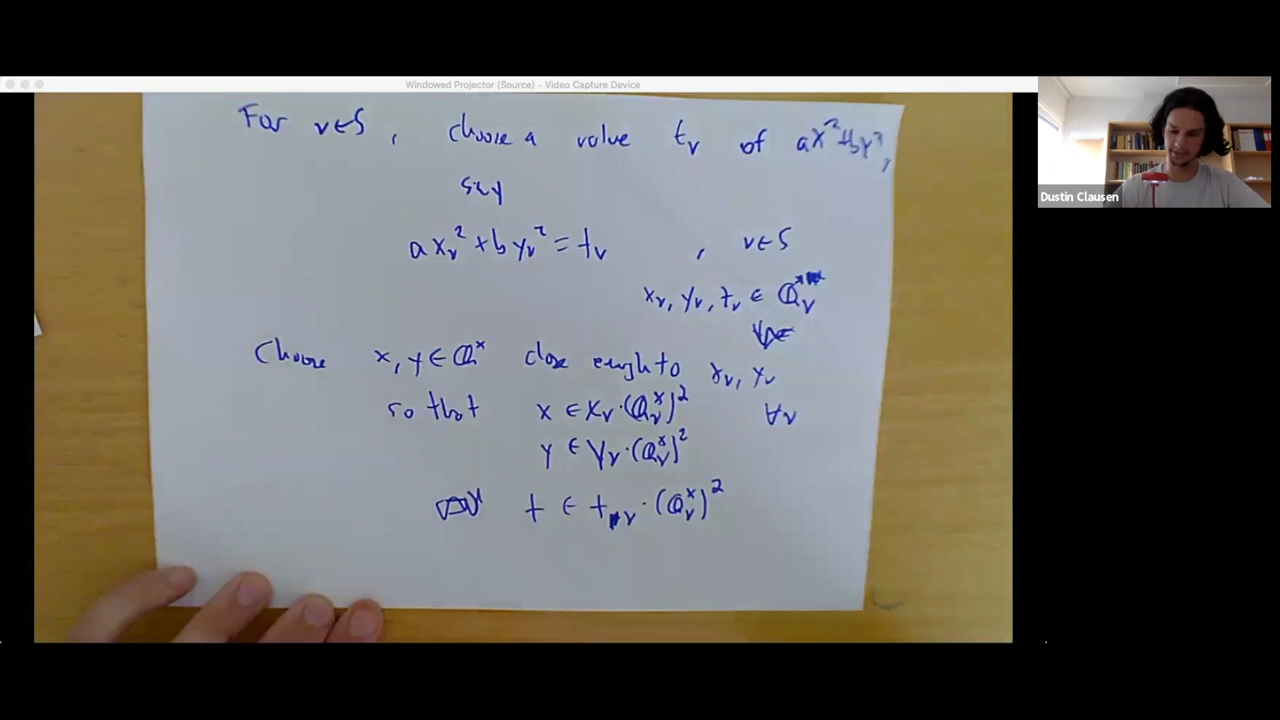 Windowed Projector (Source) - Video Capture Device
For v∈S, choose a value t_v of ax²+by²,
say
ax_v²+by_v²=t_v, v∈S
x_v, y_v, t_v ∈ ℚ_v^×
Choose x, y ∈ ℚ^× close enough to x_v, y_v
so that x ∈ x_v·(ℚ_v^×)² ∀v
y ∈ y_v·(ℚ_v^×)²
t ∈ t_v·(ℚ_v^×)²
Dustin Clausen